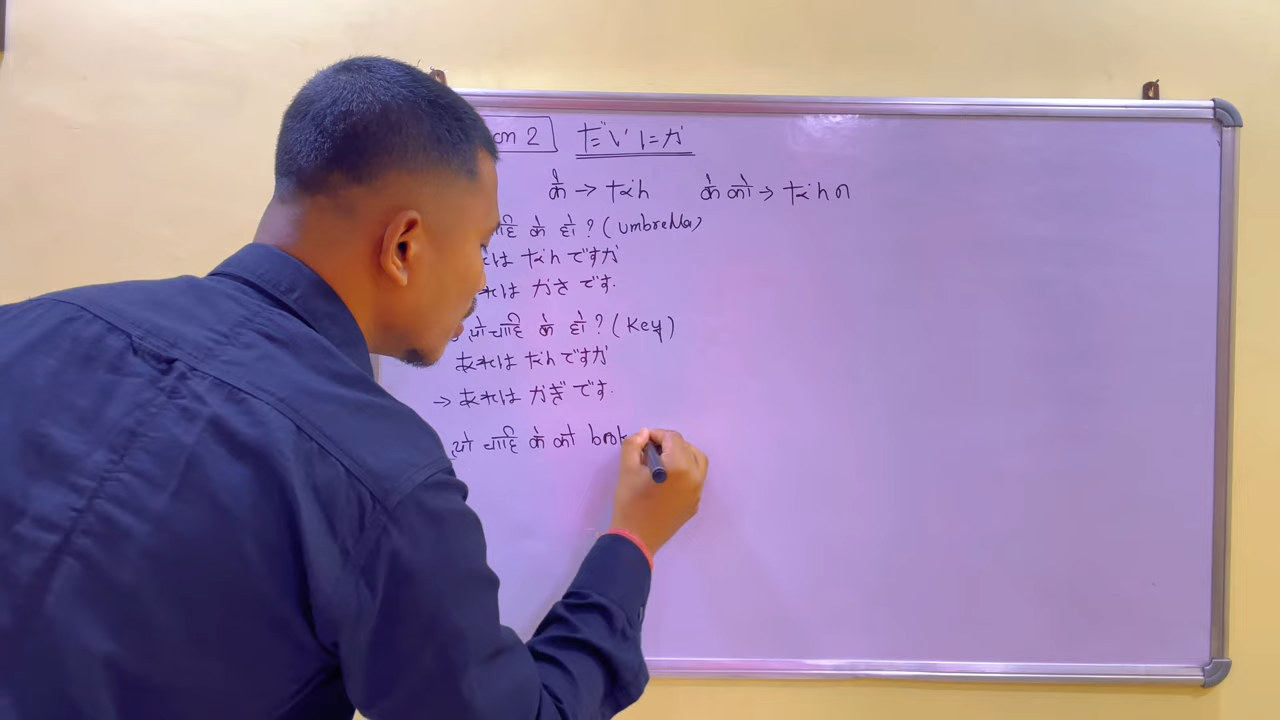 on 2 だい にか
के → なん के को → なんの
चाहि के हो ? (umbrella)
れは なん ですか
れは かさ です.
यो चाहि के हो ? (Key)
あれは なん ですか
→ あれは かぎ です.
यो चाहि के को